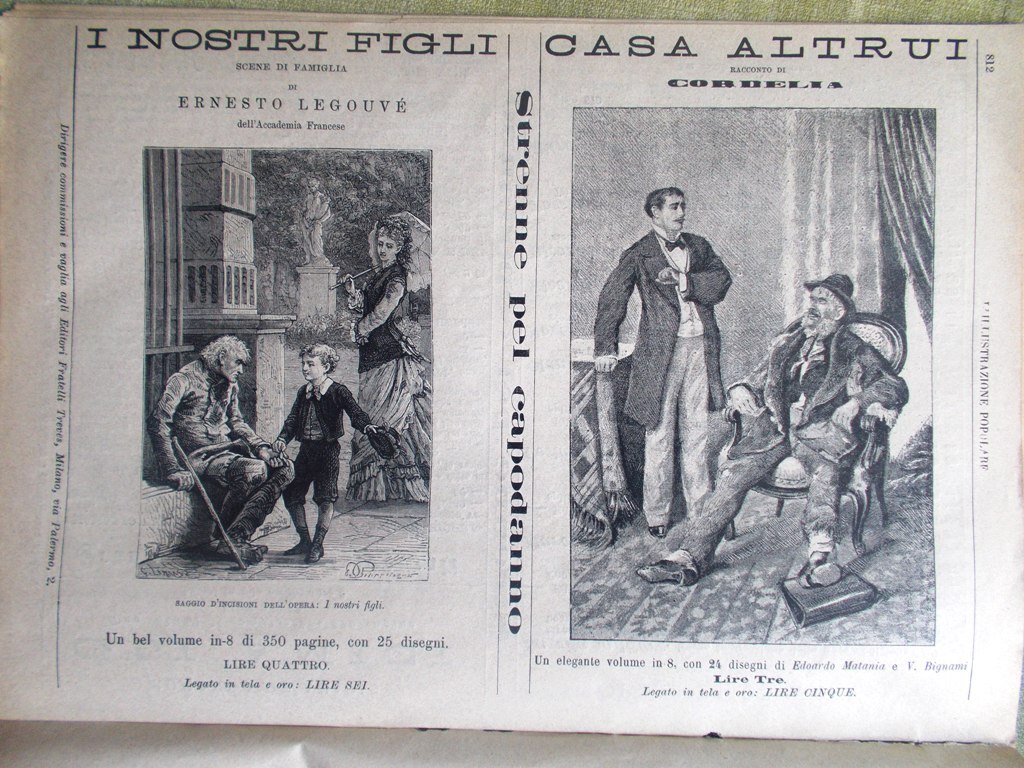 I NOSTRI FIGLI
SCENE DI FAMIGLIA
DI
ERNESTO LEGOUVÉ
dell'Accademia Francese
SAGGIO D'INCISIONI DELL'OPERA: I nostri figli.
Un bel volume in-8 di 350 pagine, con 25 disegni.
LIRE QUATTRO.
Legato in tela e oro: LIRE SEI.
Dirigere commissioni e vaglia agli Editori Fratelli Treves, Milano, via Palermo, 2.
Strenne pel capodanno
CASA ALTRUI
RACCONTO DI
CORDELIA
Un elegante volume in 8. con 24 disegni di Edoardo Matania e V. Bignami
Lire Tre.
Legato in tela e oro: LIRE CINQUE.
812
L'ILLUSTRAZIONE POPOLARE